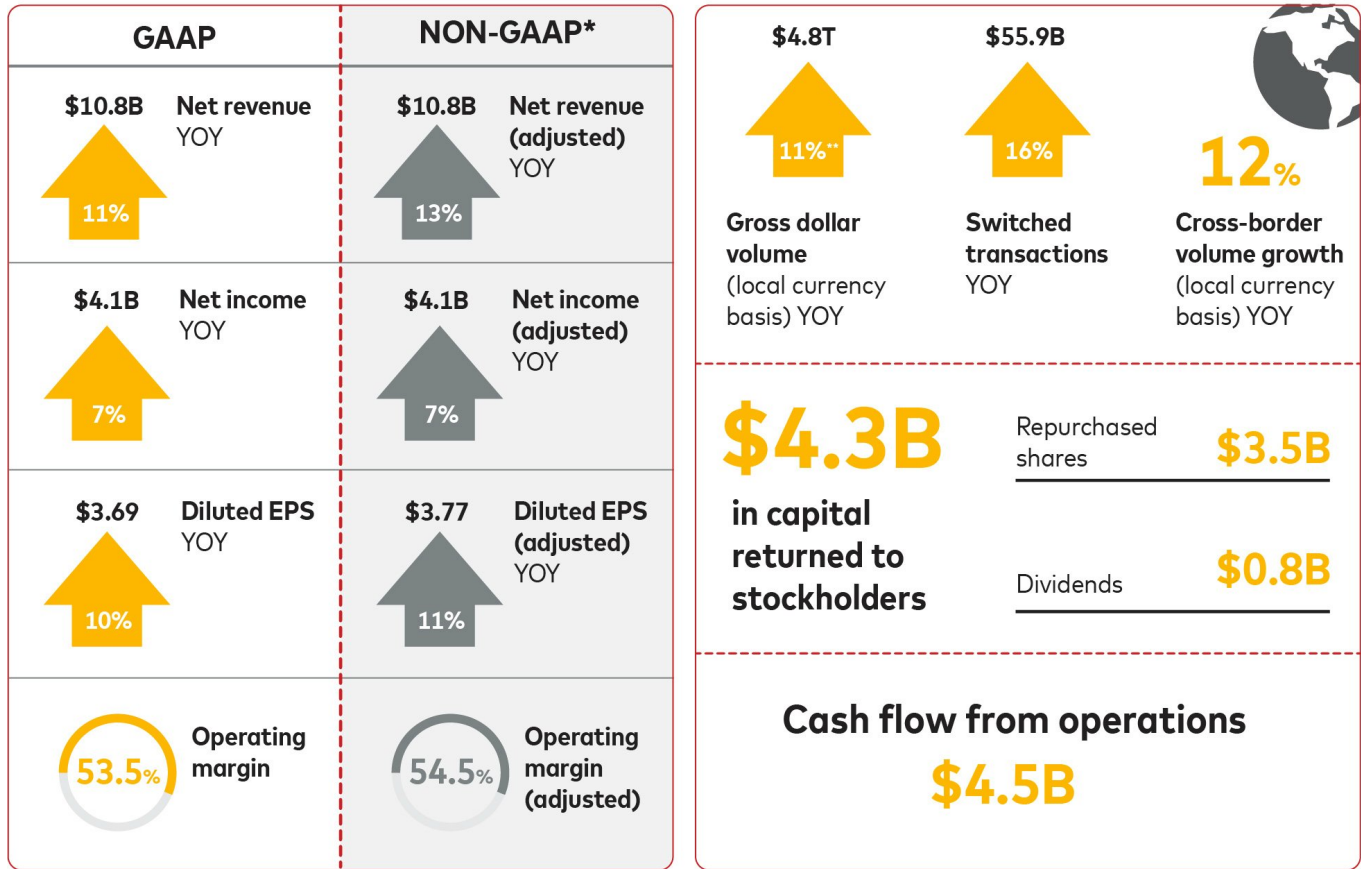 GAAP
NON-GAAP*
$10.8B
Net revenue
YOY
11%
$10.8B
Net revenue
(adjusted)
YOY
13%
$4.1B
Net income
YOY
7%
$4.1B
Net income
(adjusted)
YOY
7%
$3.69
Diluted EPS
YOY
10%
$3.77
Diluted EPS
(adjusted)
YOY
11%
53.5%
Operating
margin
54.5%
Operating
margin
(adjusted)
$4.8T
11%**
Gross dollar
volume
(local currency
basis) YOY
$55.9B
16%
Switched
transactions
YOY
12%
Cross-border
volume growth
(local currency
basis) YOY
$4.3B
in capital
returned to
stockholders
Repurchased
shares
$3.5B
Dividends
$0.8B
Cash flow from operations
$4.5B